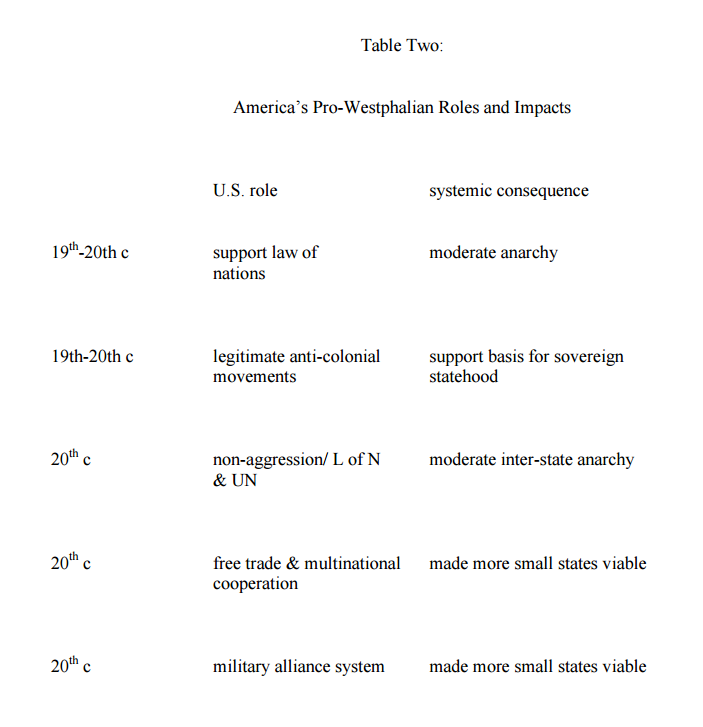 Table Two:
America's Pro-Westphalian Roles and Impacts
U.S. role systemic consequence
19th-20th c support law of moderate anarchy
nations
19th-20th c legitimate anti-colonial support basis for sovereign
movements statehood
20th c non-aggression/ L of N moderate inter-state anarchy
& UN
20th c free trade & multinational made more small states viable
cooperation
20th c military alliance system made more small states viable